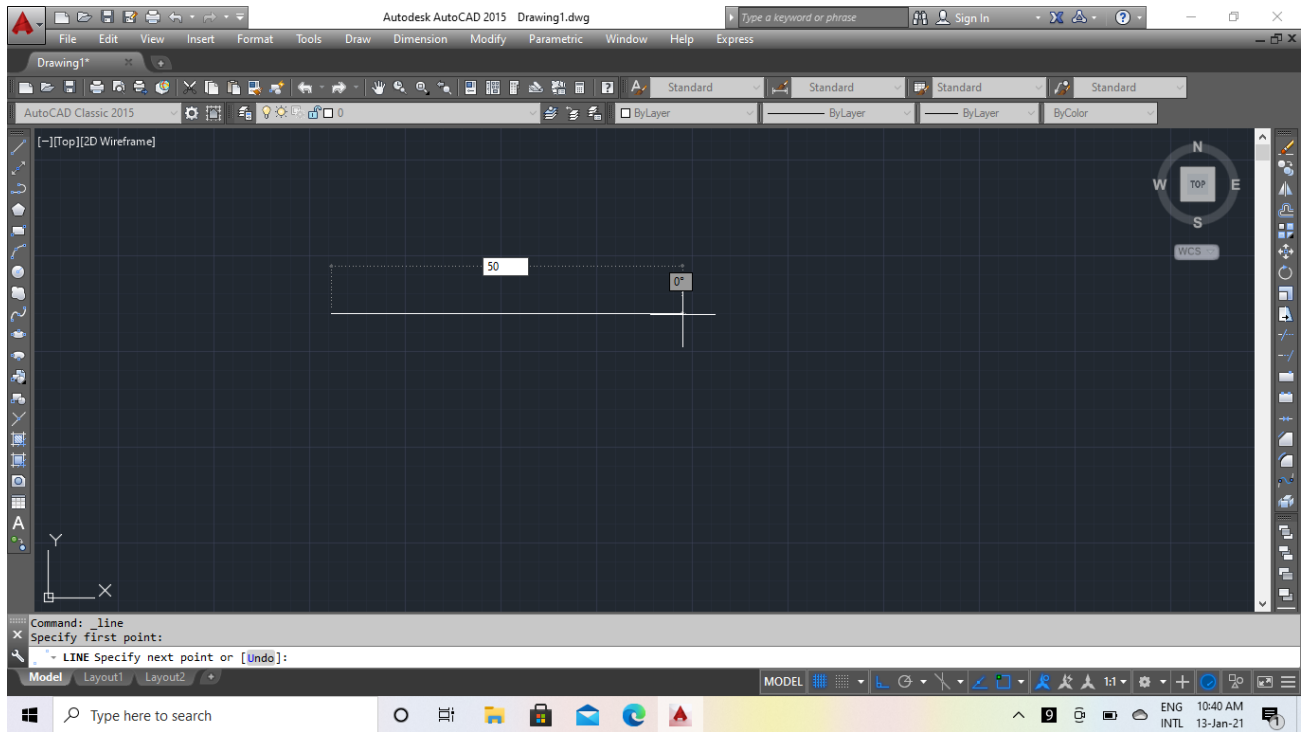 Autodesk AutoCAD 2015 Drawing1.dwg Type a keyword or phrase Sign In
File Edit View Insert Format Tools Draw Dimension Modify Parametric Window Help Express
Drawing1*
Standard Standard Standard Standard
AutoCAD Classic 2015 0 ByLayer ByLayer ByLayer ByColor
[−][Top][2D Wireframe]
N
W TOP E
S
WCS
50
0°
A
Y
X
Command: _line
Specify first point:
LINE Specify next point or [Undo]:
Model Layout1 Layout2 + MODEL 1:1
Type here to search 9 ENG 10:40 AM
INTL 13-Jan-21 1